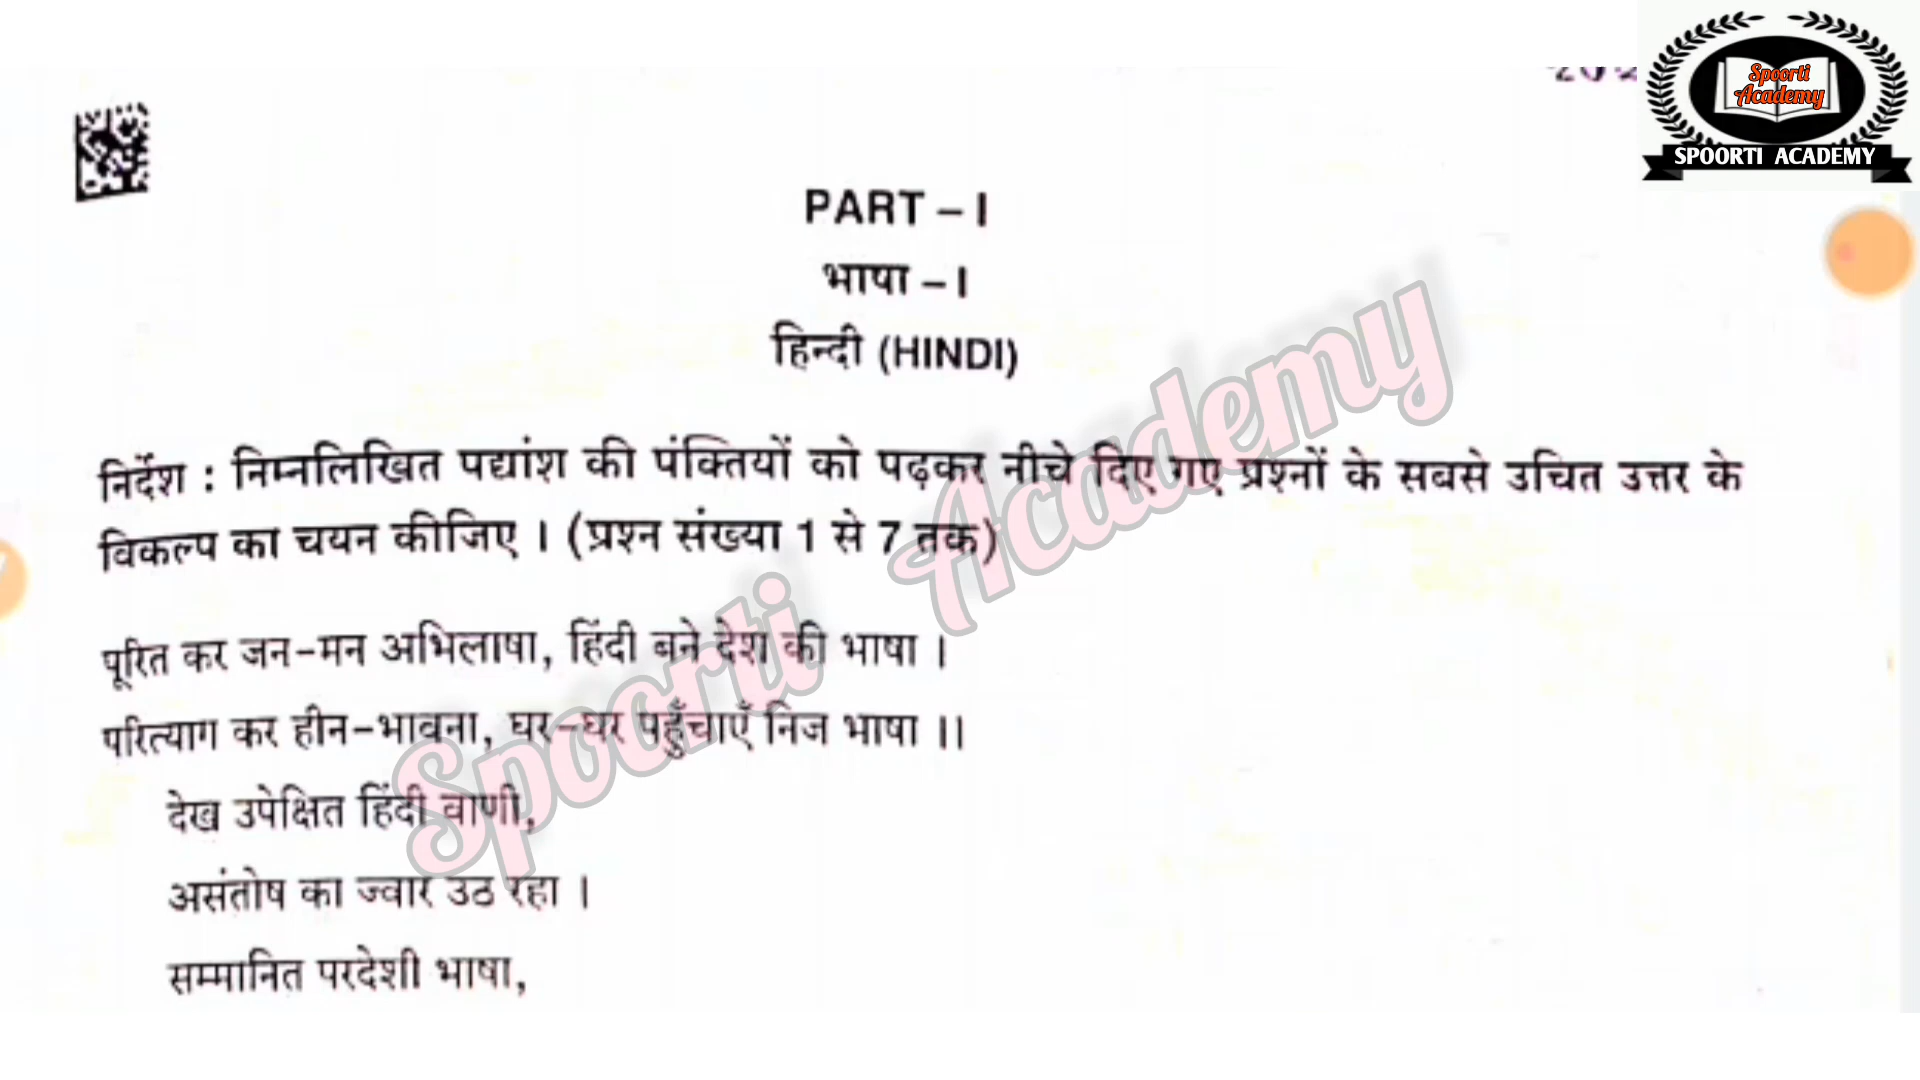 Spoorti
Academy
SPOORTI ACADEMY
PART – I
भाषा – I
हिन्दी (HINDI)
निर्देश : निम्नलिखित पद्यांश की पंक्तियों को पढ़कर नीचे दिए गए प्रश्नों के सबसे उचित उत्तर के
विकल्प का चयन कीजिए । (प्रश्न संख्या 1 से 7 तक)
पूरित कर जन-मन अभिलाषा, हिंदी बने देश की भाषा ।
परित्याग कर हीन-भावना, घर-घर पहुँचाएँ निज भाषा ।।
देख उपेक्षित हिंदी वाणी,
असंतोष का ज्वार उठ रहा ।
सम्मानित परदेशी भाषा,
Spoorti Academy